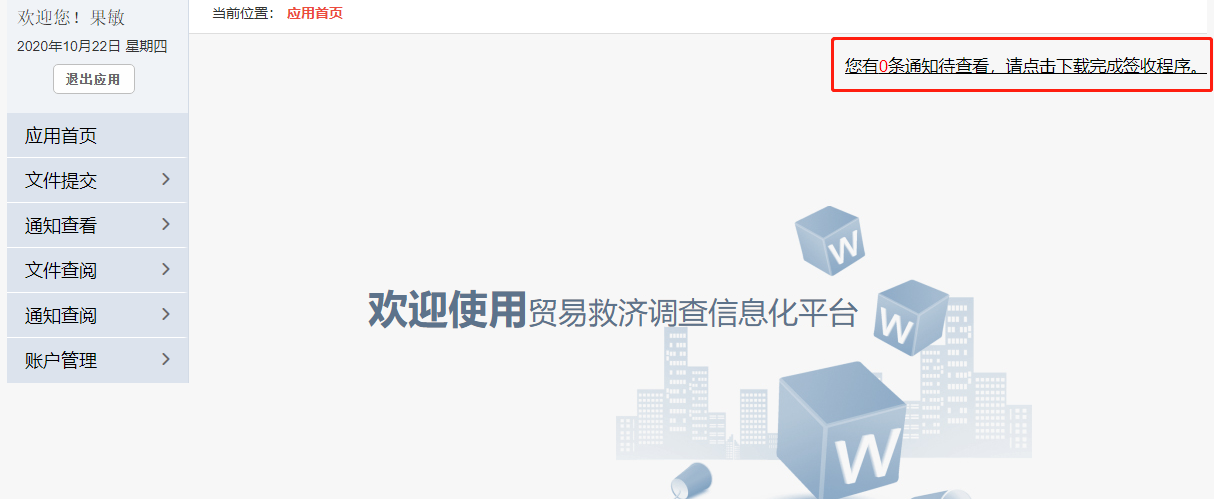 欢迎您！果敏
2020年10月22日 星期四
退出应用
应用首页
文件提交
通知查看
文件查阅
通知查阅
账户管理
当前位置： 应用首页
您有0条通知待查看，请点击下载完成签收程序。
欢迎使用贸易救济调查信息化平台
W
W
W